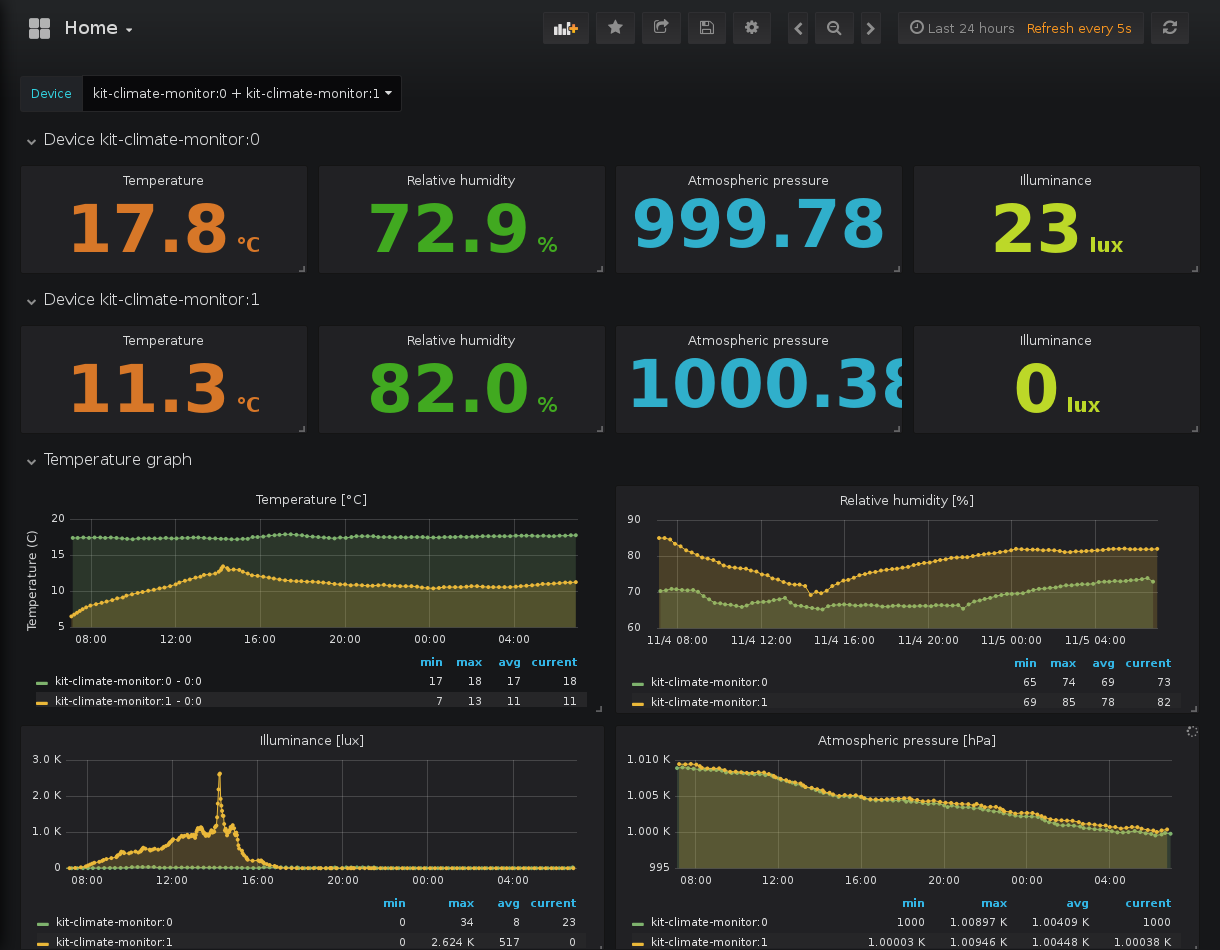 Home
Last 24 hours Refresh every 5s
Device kit-climate-monitor:0 + kit-climate-monitor:1
Device kit-climate-monitor:0
Temperature Relative humidity Atmospheric pressure Illuminance
17.8 °C 72.9 % 999.78 23 lux
Device kit-climate-monitor:1
Temperature Relative humidity Atmospheric pressure Illuminance
11.3 °C 82.0 % 1000.38 0 lux
Temperature graph
Temperature [°C]
Temperature (C)
20
15
10
5
08:00 12:00 16:00 20:00 00:00 04:00
min max avg current
kit-climate-monitor:0 - 0:0 17 18 17 18
kit-climate-monitor:1 - 0:0 7 13 11 11
Relative humidity [%]
90
80
70
60
11/4 08:00 11/4 12:00 11/4 16:00 11/4 20:00 11/5 00:00 11/5 04:00
min max avg current
kit-climate-monitor:0 65 74 69 73
kit-climate-monitor:1 69 85 78 82
Illuminance [lux]
3.0 K
2.0 K
1.0 K
0
08:00 12:00 16:00 20:00 00:00 04:00
min max avg current
kit-climate-monitor:0 0 34 8 23
kit-climate-monitor:1 0 2.624 K 517 0
Atmospheric pressure [hPa]
1.010 K
1.005 K
1.000 K
995
08:00 12:00 16:00 20:00 00:00 04:00
min max avg current
kit-climate-monitor:0 1000 1.00897 K 1.00409 K 1000
kit-climate-monitor:1 1.00003 K 1.00946 K 1.00448 K 1.00038 K